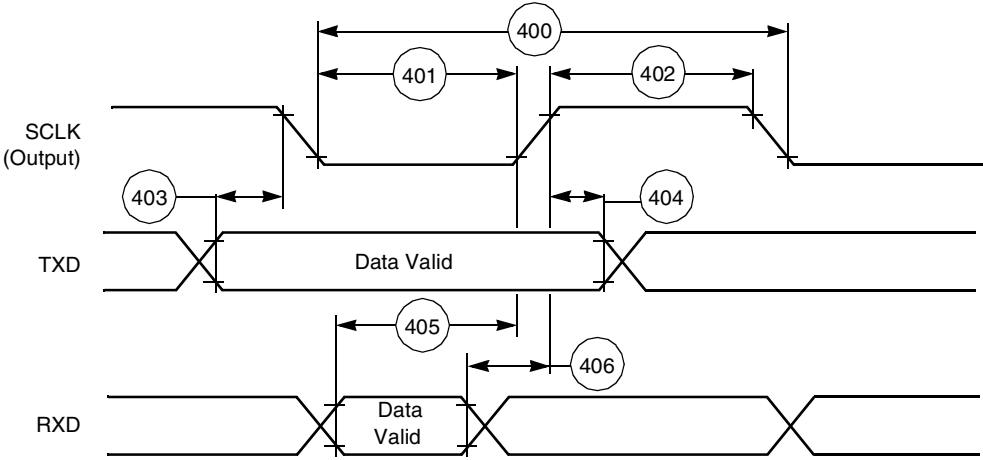 400
401
402
SCLK
(Output)
403
404
TXD
Data Valid
405
406
RXD
Data
Valid